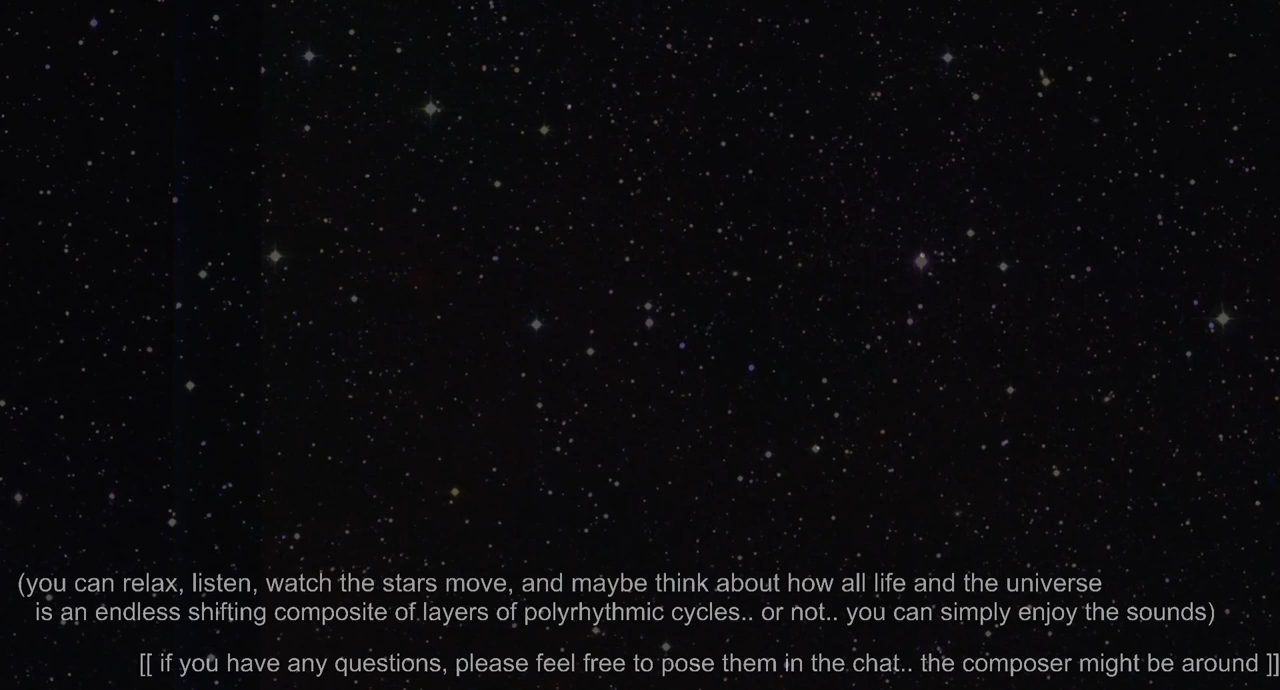 (you can relax, listen, watch the stars move, and maybe think about how all life and the universe
is an endless shifting composite of layers of polyrhythmic cycles.. or not.. you can simply enjoy the sounds)
[[ if you have any questions, please feel free to pose them in the chat.. the composer might be around ]]